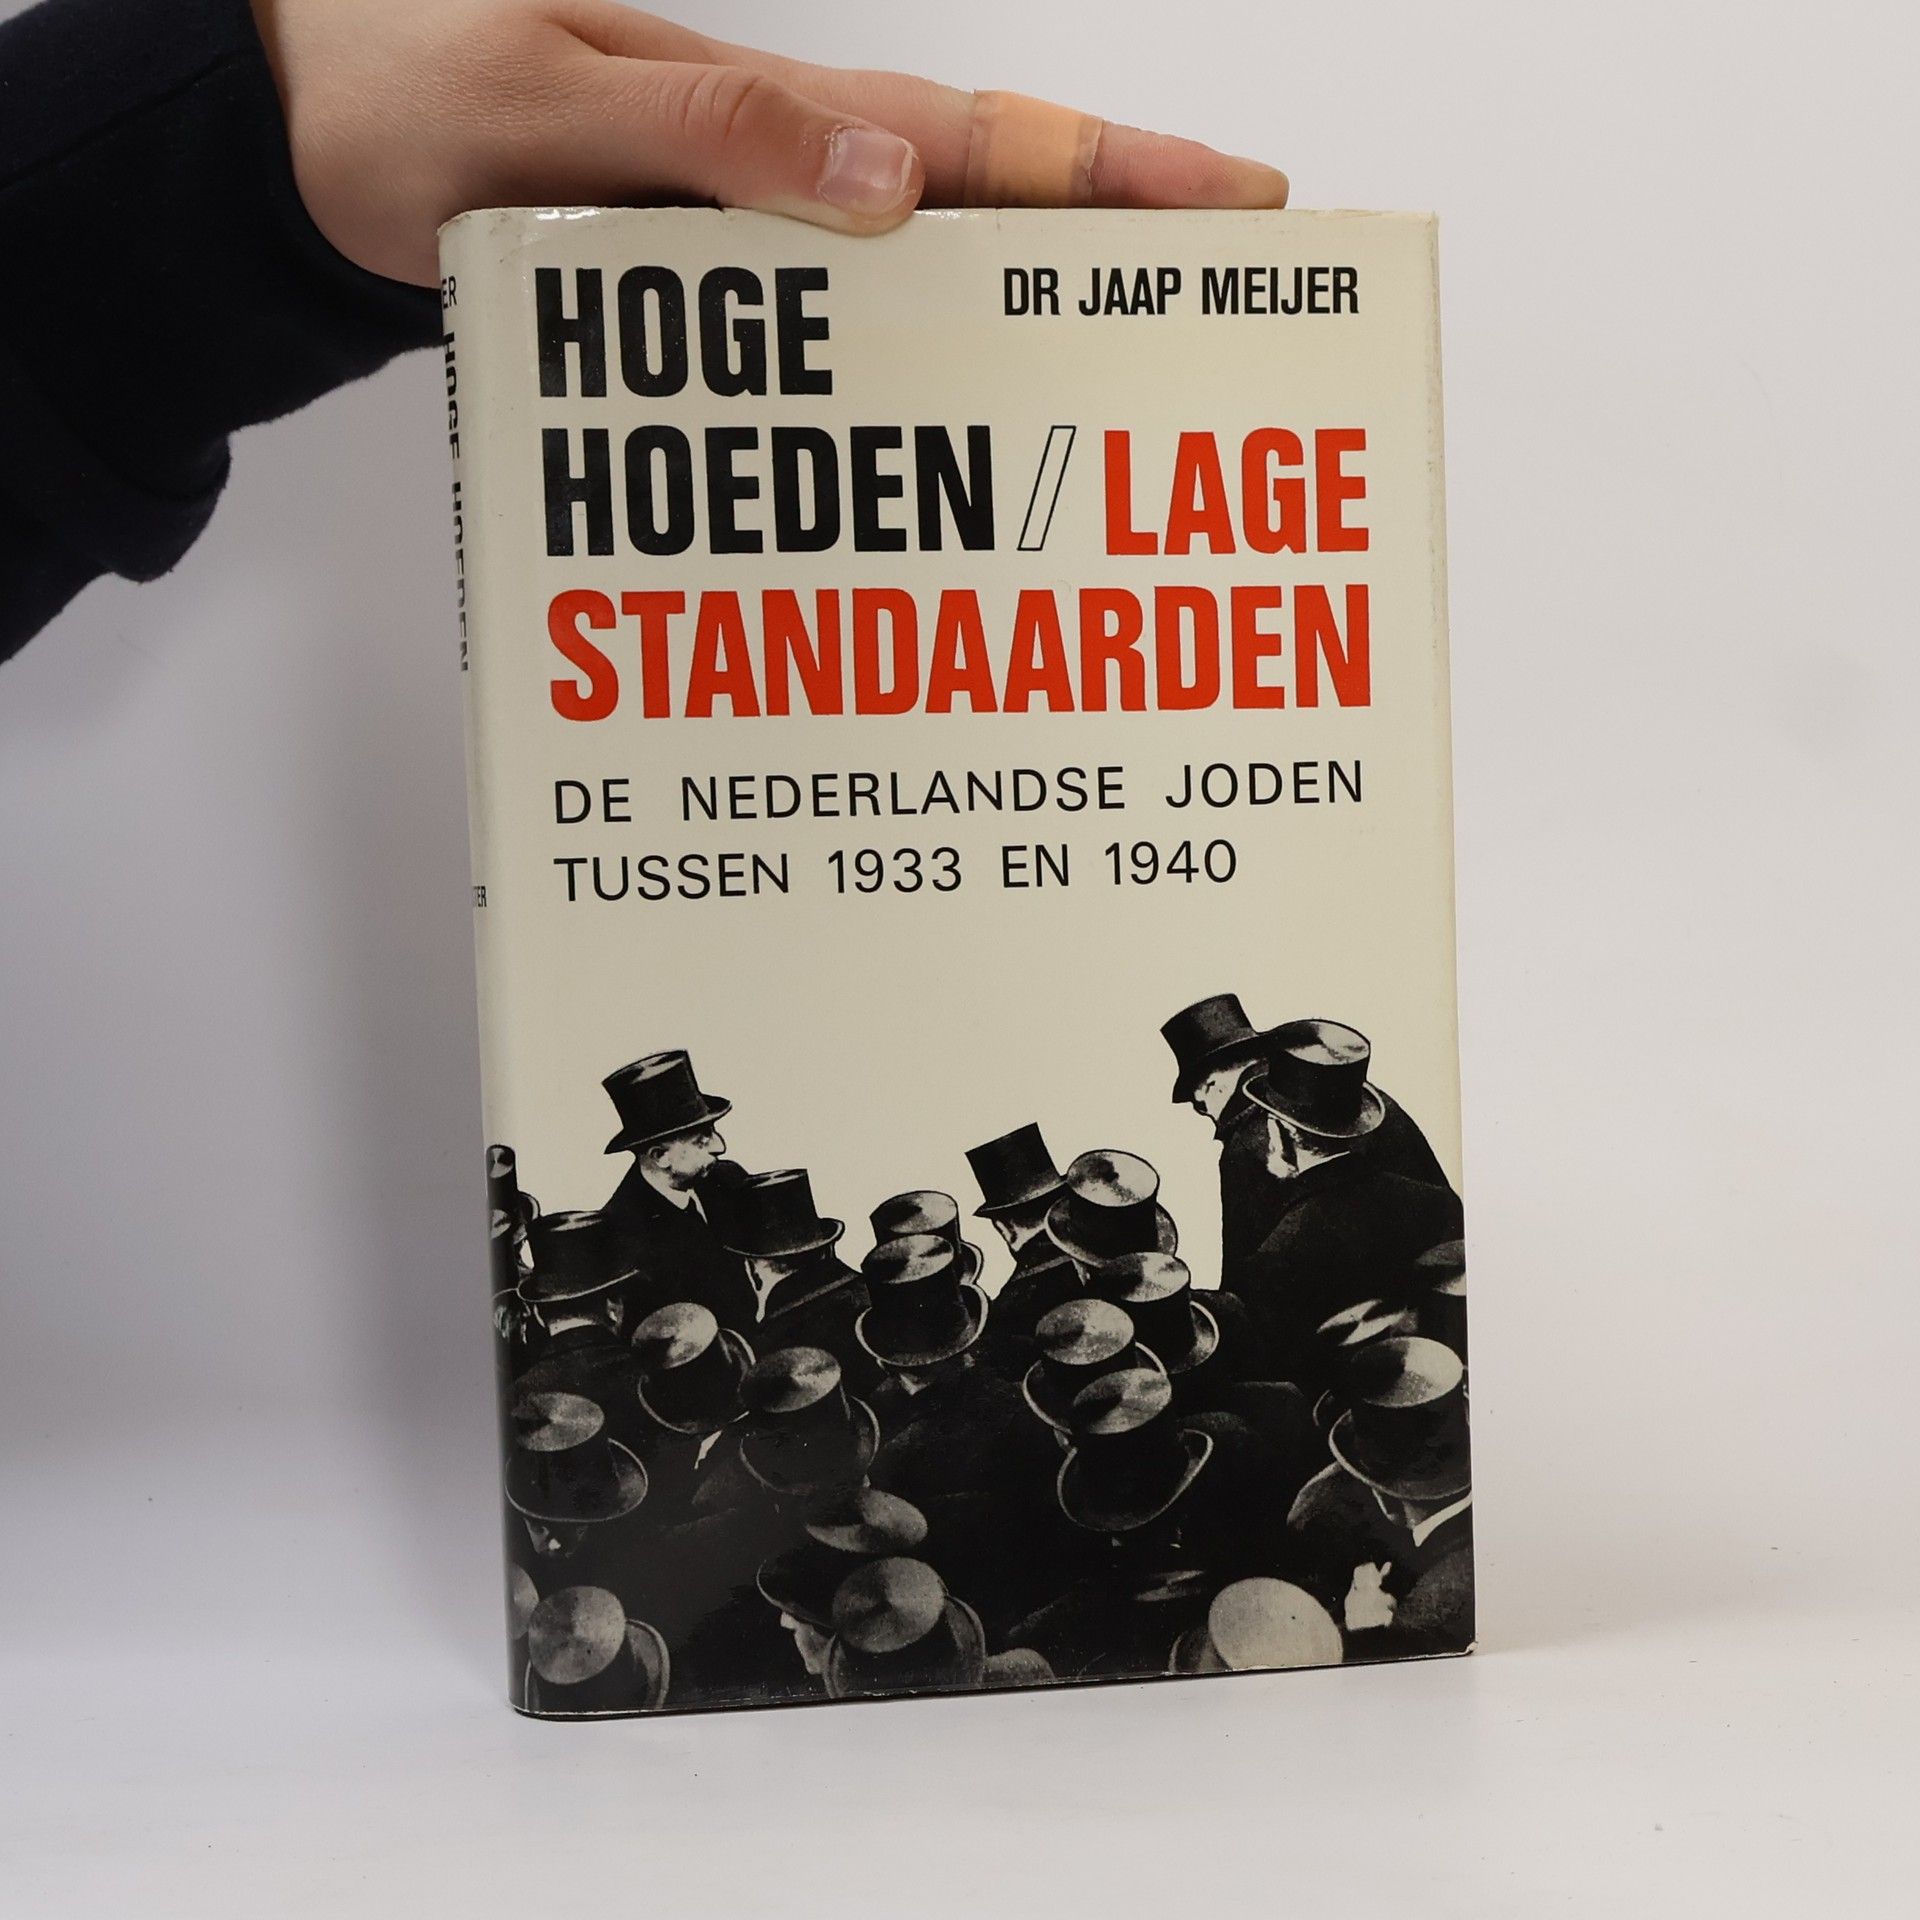 HOGE
DR JAAP MEIJER
HOEDEN / LAGE
STANDAARDEN
DE NEDERLANDSE JODEN
TUSSEN 1933 EN 1940
HOGE HOEDEN